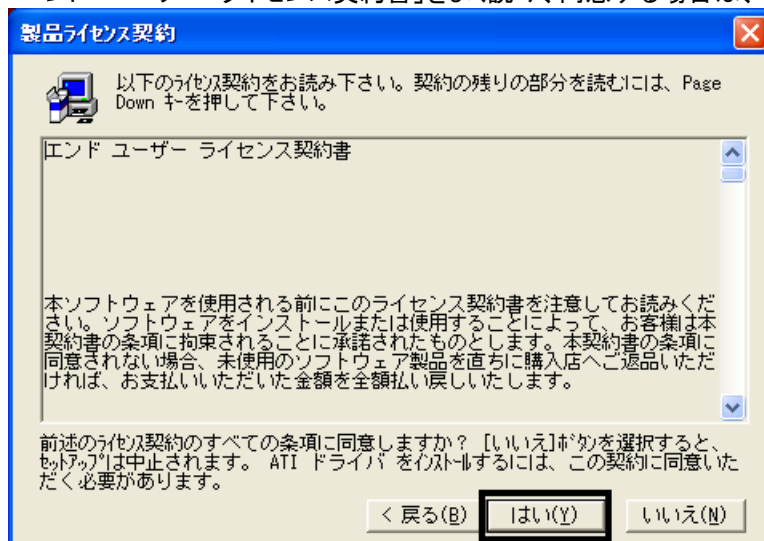 製品ライセンス契約
以下のライセンス契約をお読み下さい。契約の残りの部分を読むには、Page
Down キーを押して下さい。
エンド ユーザー ライセンス契約書
本ソフトウェアを使用される前にこのライセンス契約書を注意してお読みくだ
さい。ソフトウェアをインストールまたは使用することによって、お客様は本
契約書の条項に拘束されることに承諾されたものとします。本契約書の条項に
同意されない場合、未使用のソフトウェア製品を直ちに購入店へご返品いただ
ければ、お支払いいただいた金額を全額払い戻しいたします。
前述のライセンス契約のすべての条項に同意しますか? [いいえ]ボタンを選択すると、
セットアップは中止されます。 ATI ドライバ をインストールするには、この契約に同意いた
だく必要があります。
< 戻る(B)
はい(Y)
いいえ(N)